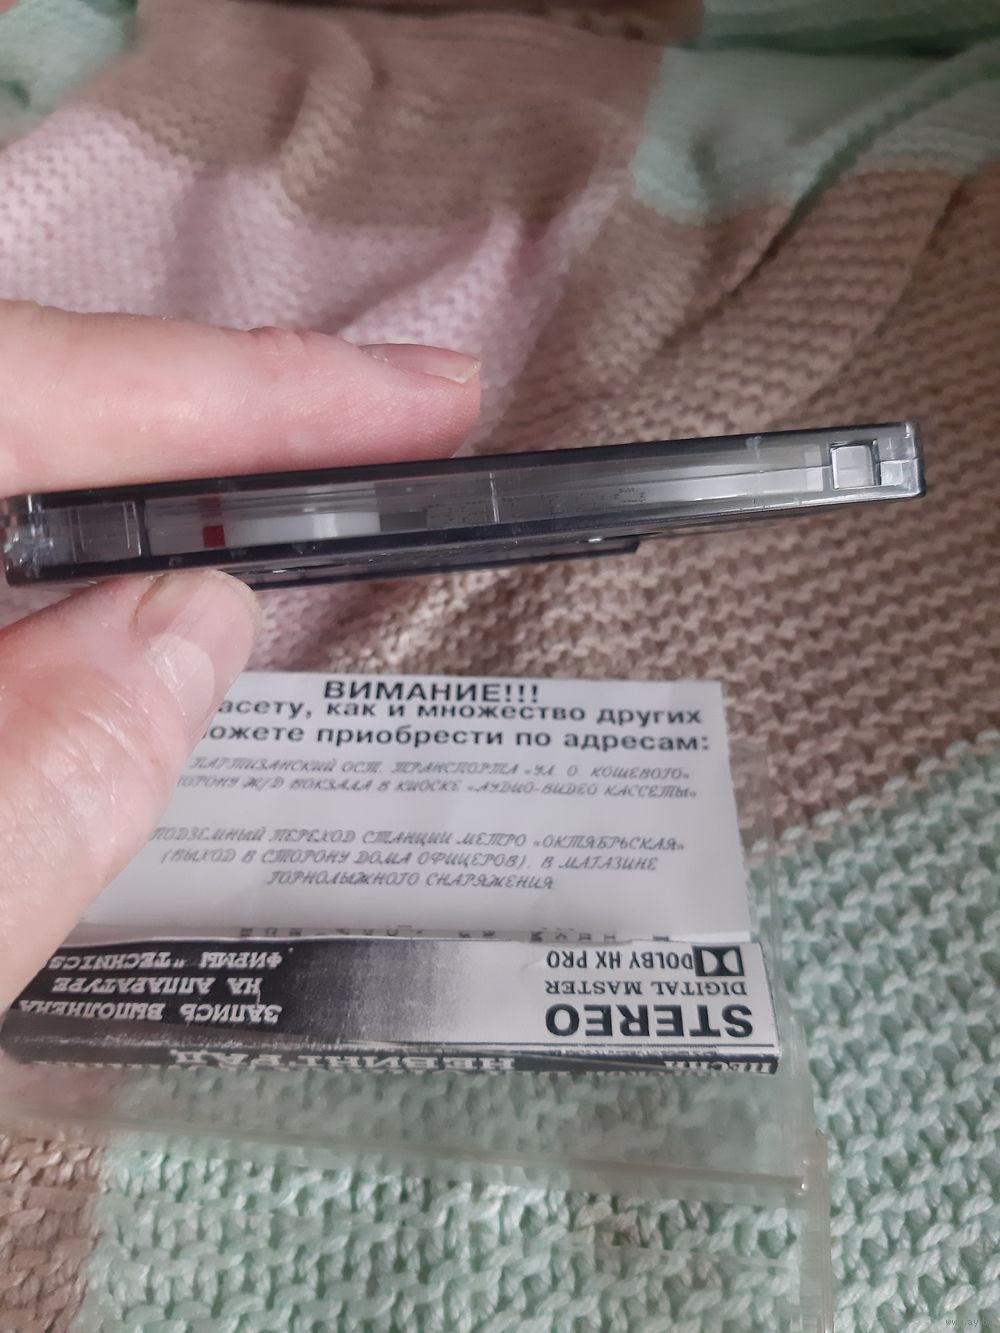 ВИМАНИЕ!!!
асету, как и множество других
ожете приобрести по адресам:
ПАРТИЗАНСКИЙ ОСТ. ТРАНСПОРТА «УЛ. О. КОШЕВОГО»
ТОРОНУ Ж/Д ВОКЗАЛА В КИОСКЕ «АУДИО-ВИДЕО КАССЕТЫ»
ПОДЗЕМНЫЙ ПЕРЕХОД СТАНЦИИ МЕТРО «ОКТЯБРЬСКАЯ»
(ВЫХОД В СТОРОНУ ДОМА ОФИЦЕРОВ), В МАГАЗИНЕ
ГОРНОЛЫЖНОГО СНАРЯЖЕНИЯ
STEREO
DIGITAL MASTER
DOLBY HX PRO
ЗАПИСЬ ВЫПОЛНЕНА
НА АППАРАТУРЕ
ФИРМЫ "TECHNICS
ПЕСНИ